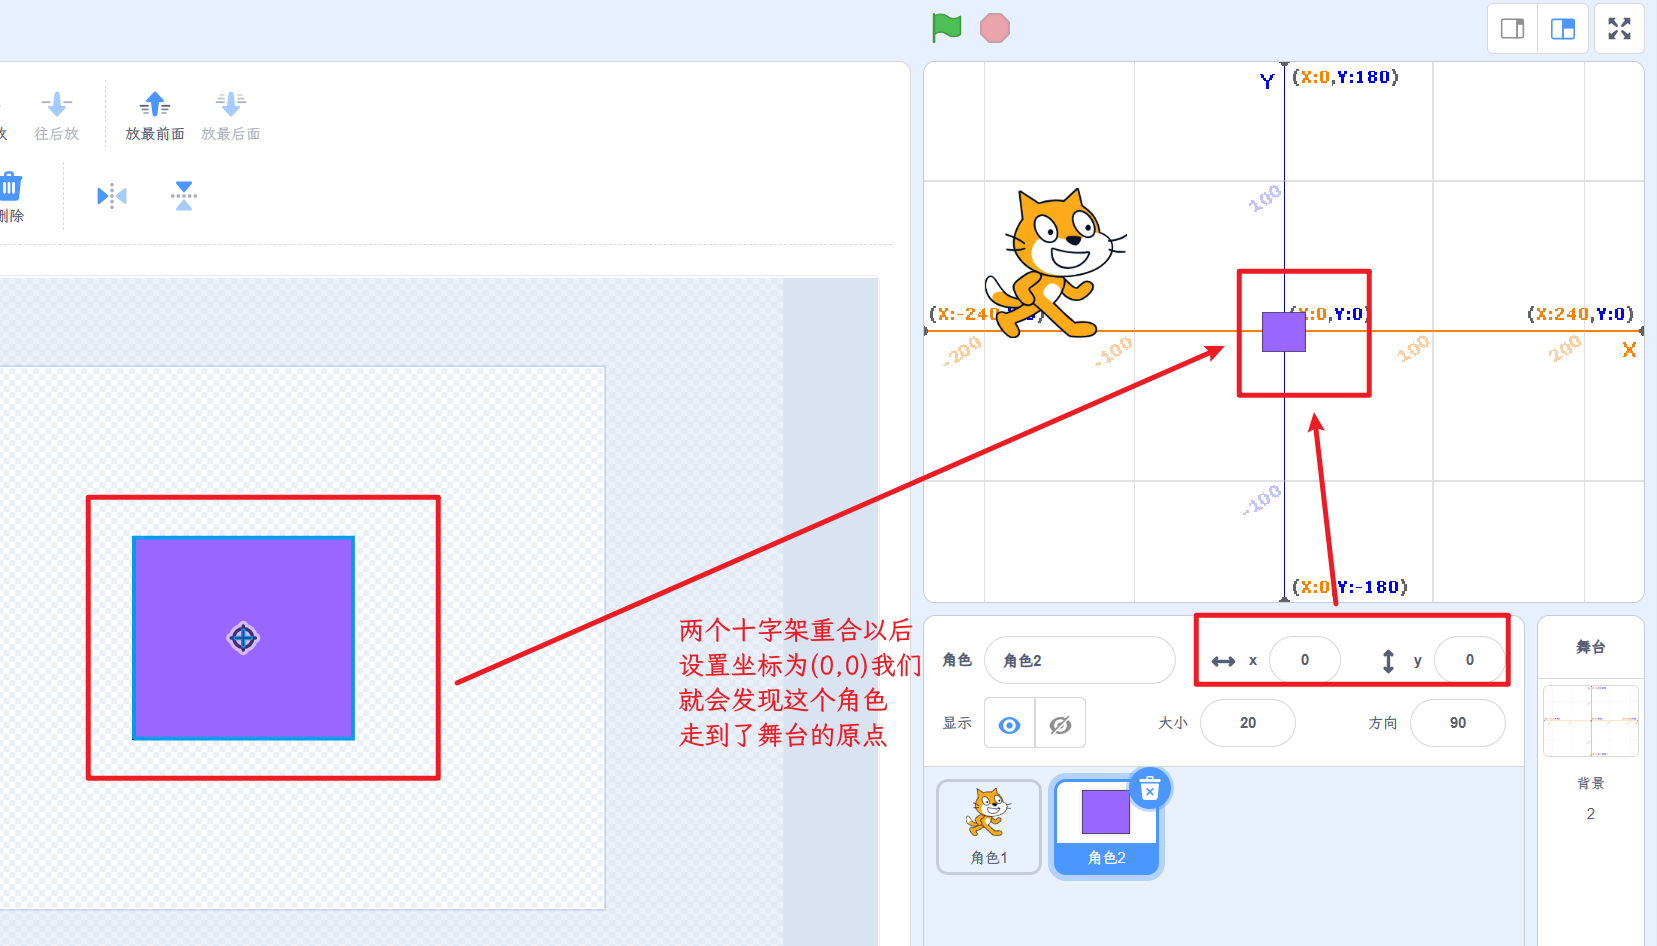 放
往后放
放最前面
放最后面
删除
Y
(X:0,Y:180)
100
(X:-240
(X:0,Y:0)
(X:240,Y:0)
-200
-100
100
200
X
-100
(X:0,Y:-180)
两个十字架重合以后
设置坐标为(0,0)我们
就会发现这个角色
走到了舞台的原点
角色
角色2
x
0
y
0
显示
大小
20
方向
90
角色1
角色2
舞台
背景
2